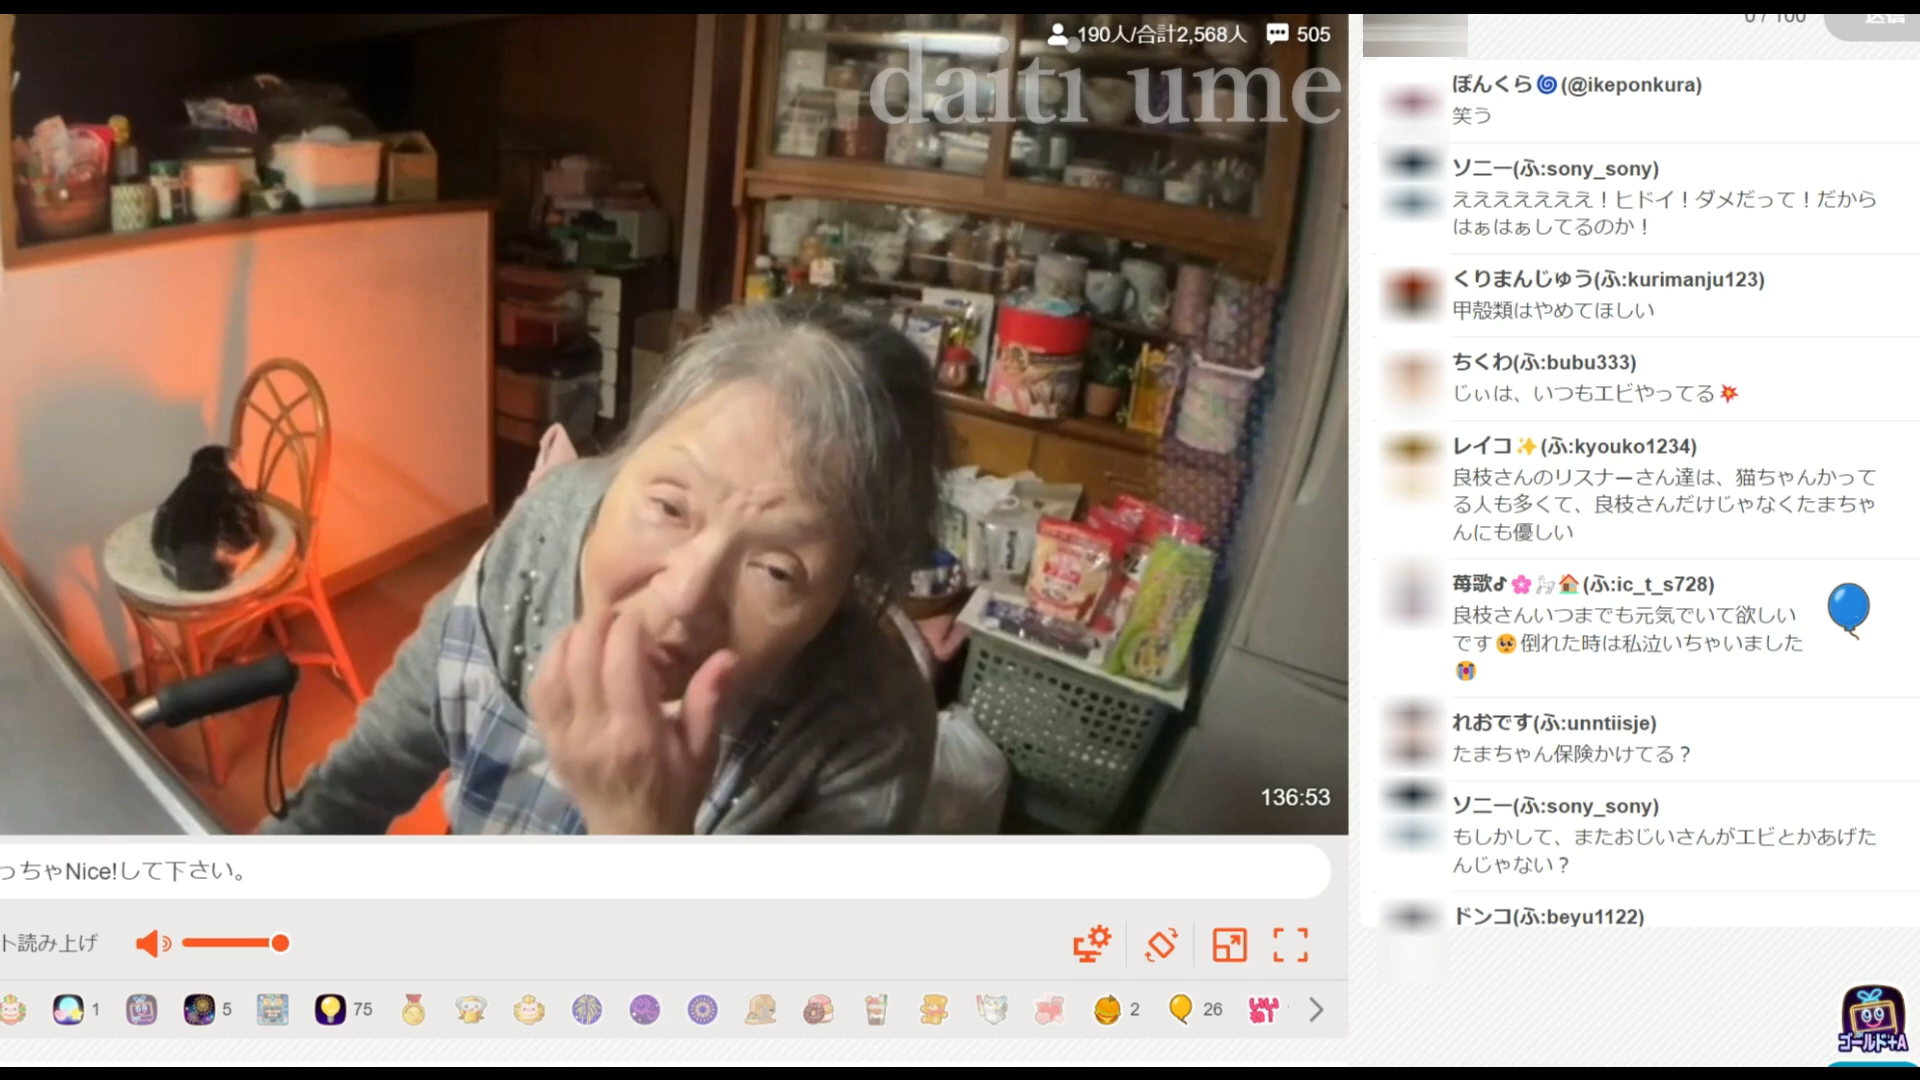 190人/合計2,568人 505
daiti ume
136:53
っちゃNice!して下さい。
ト読み上げ
1
5
75
2
26
0 / 100
送信
ぽんくら🌀(@ikeponkura)
笑う
ソニー(ふ:sony_sony)
えええええええ！ヒドイ！ダメだって！だから
はぁはぁしてるのか！
くりまんじゅう(ふ:kurimanju123)
甲殻類はやめてほしい
ちくわ(ふ:bubu333)
じぃは、いつもエビやってる💥
レイコ✨(ふ:kyouko1234)
良枝さんのリスナーさん達は、猫ちゃんかって
る人も多くて、良枝さんだけじゃなくたまちゃ
んにも優しい
苺歌♪🌸🎠🏠(ふ:ic_t_s728)
良枝さんいつまでも元気でいて欲しい
です🥺倒れた時は私泣いちゃいました
😭
れおです(ふ:unntiisje)
たまちゃん保険かけてる？
ソニー(ふ:sony_sony)
もしかして、またおじいさんがエビとかあげた
んじゃない？
ドンコ(ふ:beyu1122)
ゴールド+A